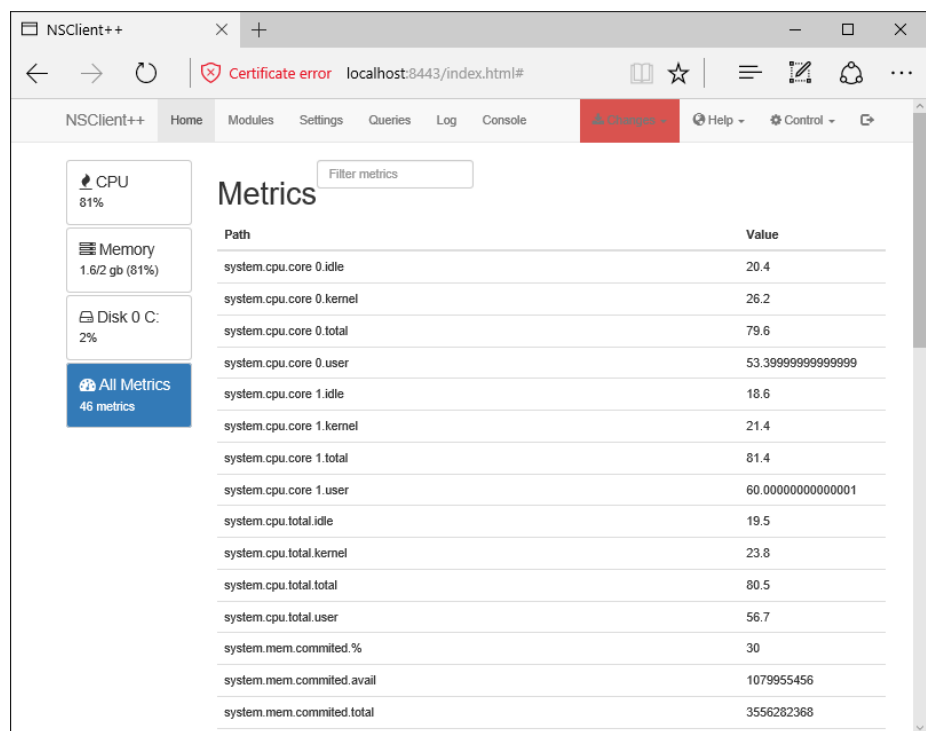 NSClient++
Certificate error localhost:8443/index.html#
NSClient++ Home Modules Settings Queries Log Console Changes Help Control
CPU
81%
Memory
1.6/2 gb (81%)
Disk 0 C:
2%
All Metrics
46 metrics
Metrics
Filter metrics
Path Value
system.cpu.core 0.idle 20.4
system.cpu.core 0.kernel 26.2
system.cpu.core 0.total 79.6
system.cpu.core 0.user 53.39999999999999
system.cpu.core 1.idle 18.6
system.cpu.core 1.kernel 21.4
system.cpu.core 1.total 81.4
system.cpu.core 1.user 60.00000000000001
system.cpu.total.idle 19.5
system.cpu.total.kernel 23.8
system.cpu.total.total 80.5
system.cpu.total.user 56.7
system.mem.commited.% 30
system.mem.commited.avail 1079955456
system.mem.commited.total 3556282368